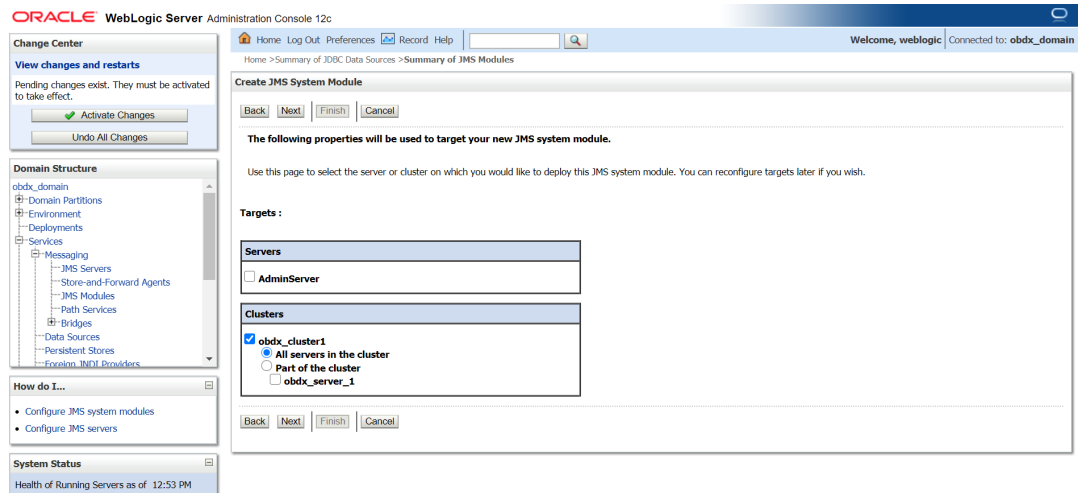 ORACLE WebLogic Server Administration Console 12c
Change Center
View changes and restarts
Pending changes exist. They must be activated
to take effect.
Activate Changes
Undo All Changes
Domain Structure
obdx_domain
Domain Partitions
Environment
Deployments
Services
Messaging
JMS Servers
Store-and-Forward Agents
JMS Modules
Path Services
Bridges
Data Sources
Persistent Stores
Foreign JNDI Providers
How do I...
Configure JMS system modules
Configure JMS servers
System Status
Health of Running Servers as of 12:53 PM
Home Log Out Preferences Record Help
Welcome, weblogic Connected to: obdx_domain
Home >Summary of JDBC Data Sources >Summary of JMS Modules
Create JMS System Module
Back Next Finish Cancel
The following properties will be used to target your new JMS system module.
Use this page to select the server or cluster on which you would like to deploy this JMS system module. You can reconfigure targets later if you wish.
Targets :
Servers
AdminServer
Clusters
obdx_cluster1
All servers in the cluster
Part of the cluster
obdx_server_1
Back Next Finish Cancel